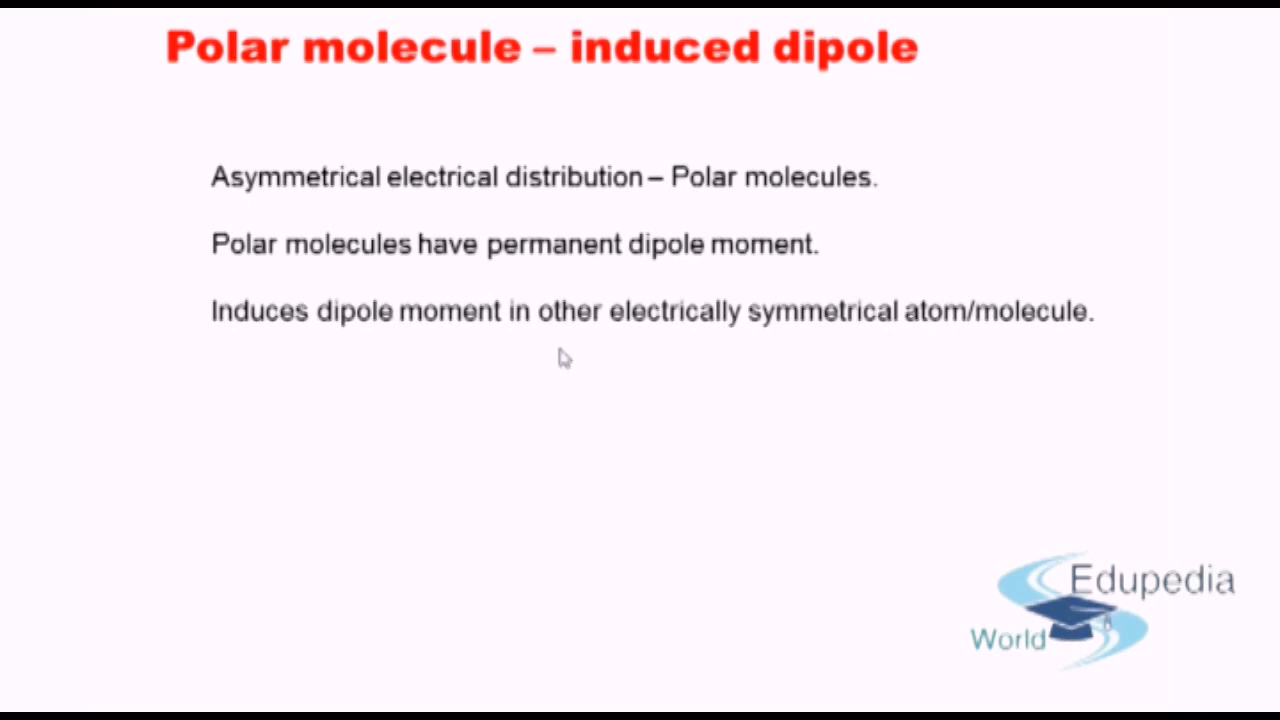 Polar molecule – induced dipole
Asymmetrical electrical distribution – Polar molecules.
Polar molecules have permanent dipole moment.
Induces dipole moment in other electrically symmetrical atom/molecule.
Edupedia
World